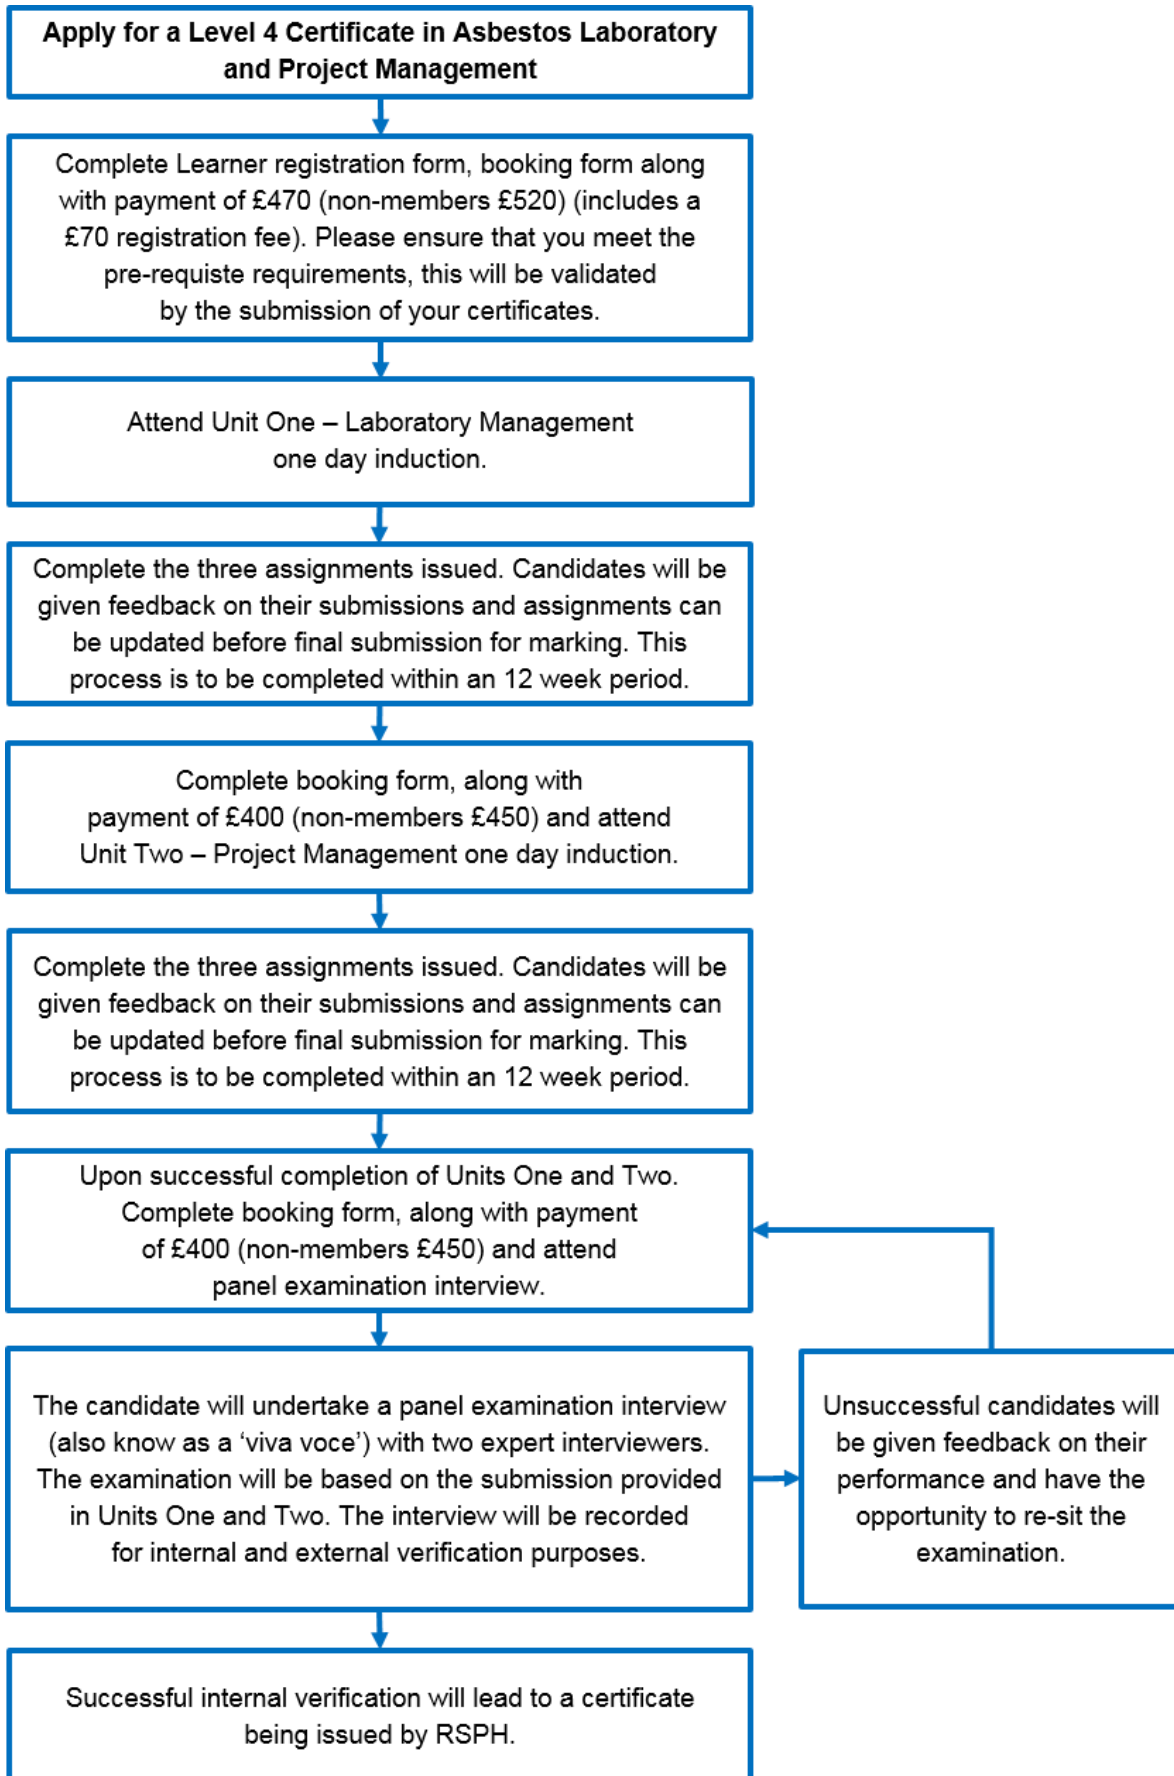 Apply for a Level 4 Certificate in Asbestos Laboratory
and Project Management
Complete Learner registration form, booking form along
with payment of £470 (non-members £520) (includes a
£70 registration fee). Please ensure that you meet the
pre-requiste requirements, this will be validated
by the submission of your certificates.
Attend Unit One – Laboratory Management
one day induction.
Complete the three assignments issued. Candidates will be
given feedback on their submissions and assignments can
be updated before final submission for marking. This
process is to be completed within an 12 week period.
Complete booking form, along with
payment of £400 (non-members £450) and attend
Unit Two – Project Management one day induction.
Complete the three assignments issued. Candidates will be
given feedback on their submissions and assignments can
be updated before final submission for marking. This
process is to be completed within an 12 week period.
Upon successful completion of Units One and Two.
Complete booking form, along with payment
of £400 (non-members £450) and attend
panel examination interview.
The candidate will undertake a panel examination interview
(also know as a ‘viva voce’) with two expert interviewers.
The examination will be based on the submission provided
in Units One and Two. The interview will be recorded
for internal and external verification purposes.
Unsuccessful candidates will
be given feedback on their
performance and have the
opportunity to re-sit the
examination.
Successful internal verification will lead to a certificate
being issued by RSPH.